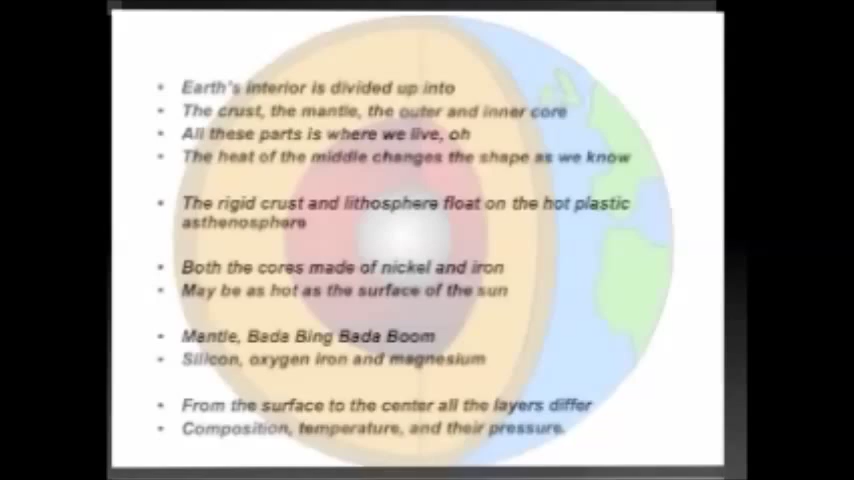 • Earth's interior is divided up into
• The crust, the mantle, the outer and inner core
• All these parts is where we live, oh
• The heat of the middle changes the shape as we know
• The rigid crust and lithosphere float on the hot plastic
asthenosphere
• Both the cores made of nickel and iron
• May be as hot as the surface of the sun
• Mantle, Bada Bing Bada Boom
• Silicon, oxygen iron and magnesium
• From the surface to the center all the layers differ
• Composition, temperature, and their pressure.